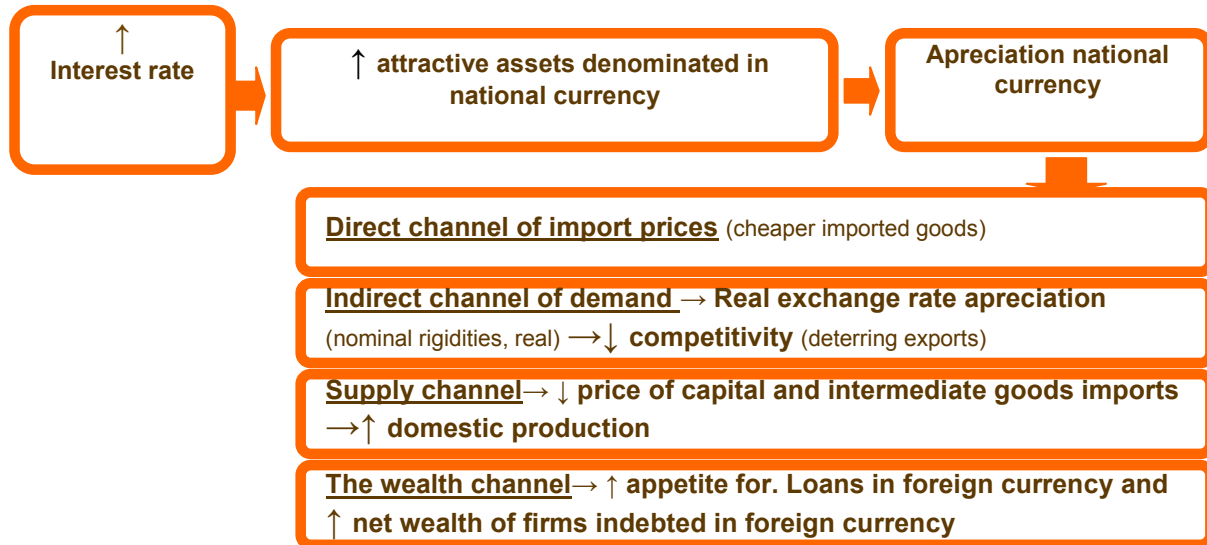 ↑
Interest rate
↑ attractive assets denominated in
national currency
Apreciation national
currency
Direct channel of import prices (cheaper imported goods)
Indirect channel of demand → Real exchange rate apreciation
(nominal rigidities, real) →↓ competitivity (deterring exports)
Supply channel→ ↓ price of capital and intermediate goods imports
→↑ domestic production
The wealth channel→ ↑ appetite for. Loans in foreign currency and
↑ net wealth of firms indebted in foreign currency